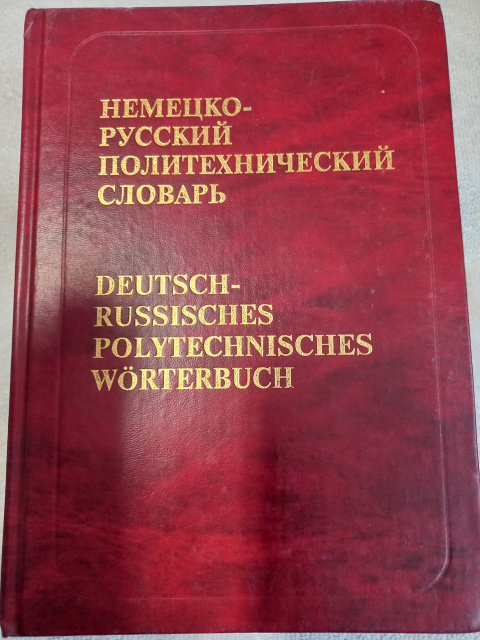 НЕМЕЦКО-
РУССКИЙ
ПОЛИТЕХНИЧЕСКИЙ
СЛОВАРЬ
DEUTSCH-
RUSSISCHES
POLYTECHNISCHES
WÖRTERBUCH